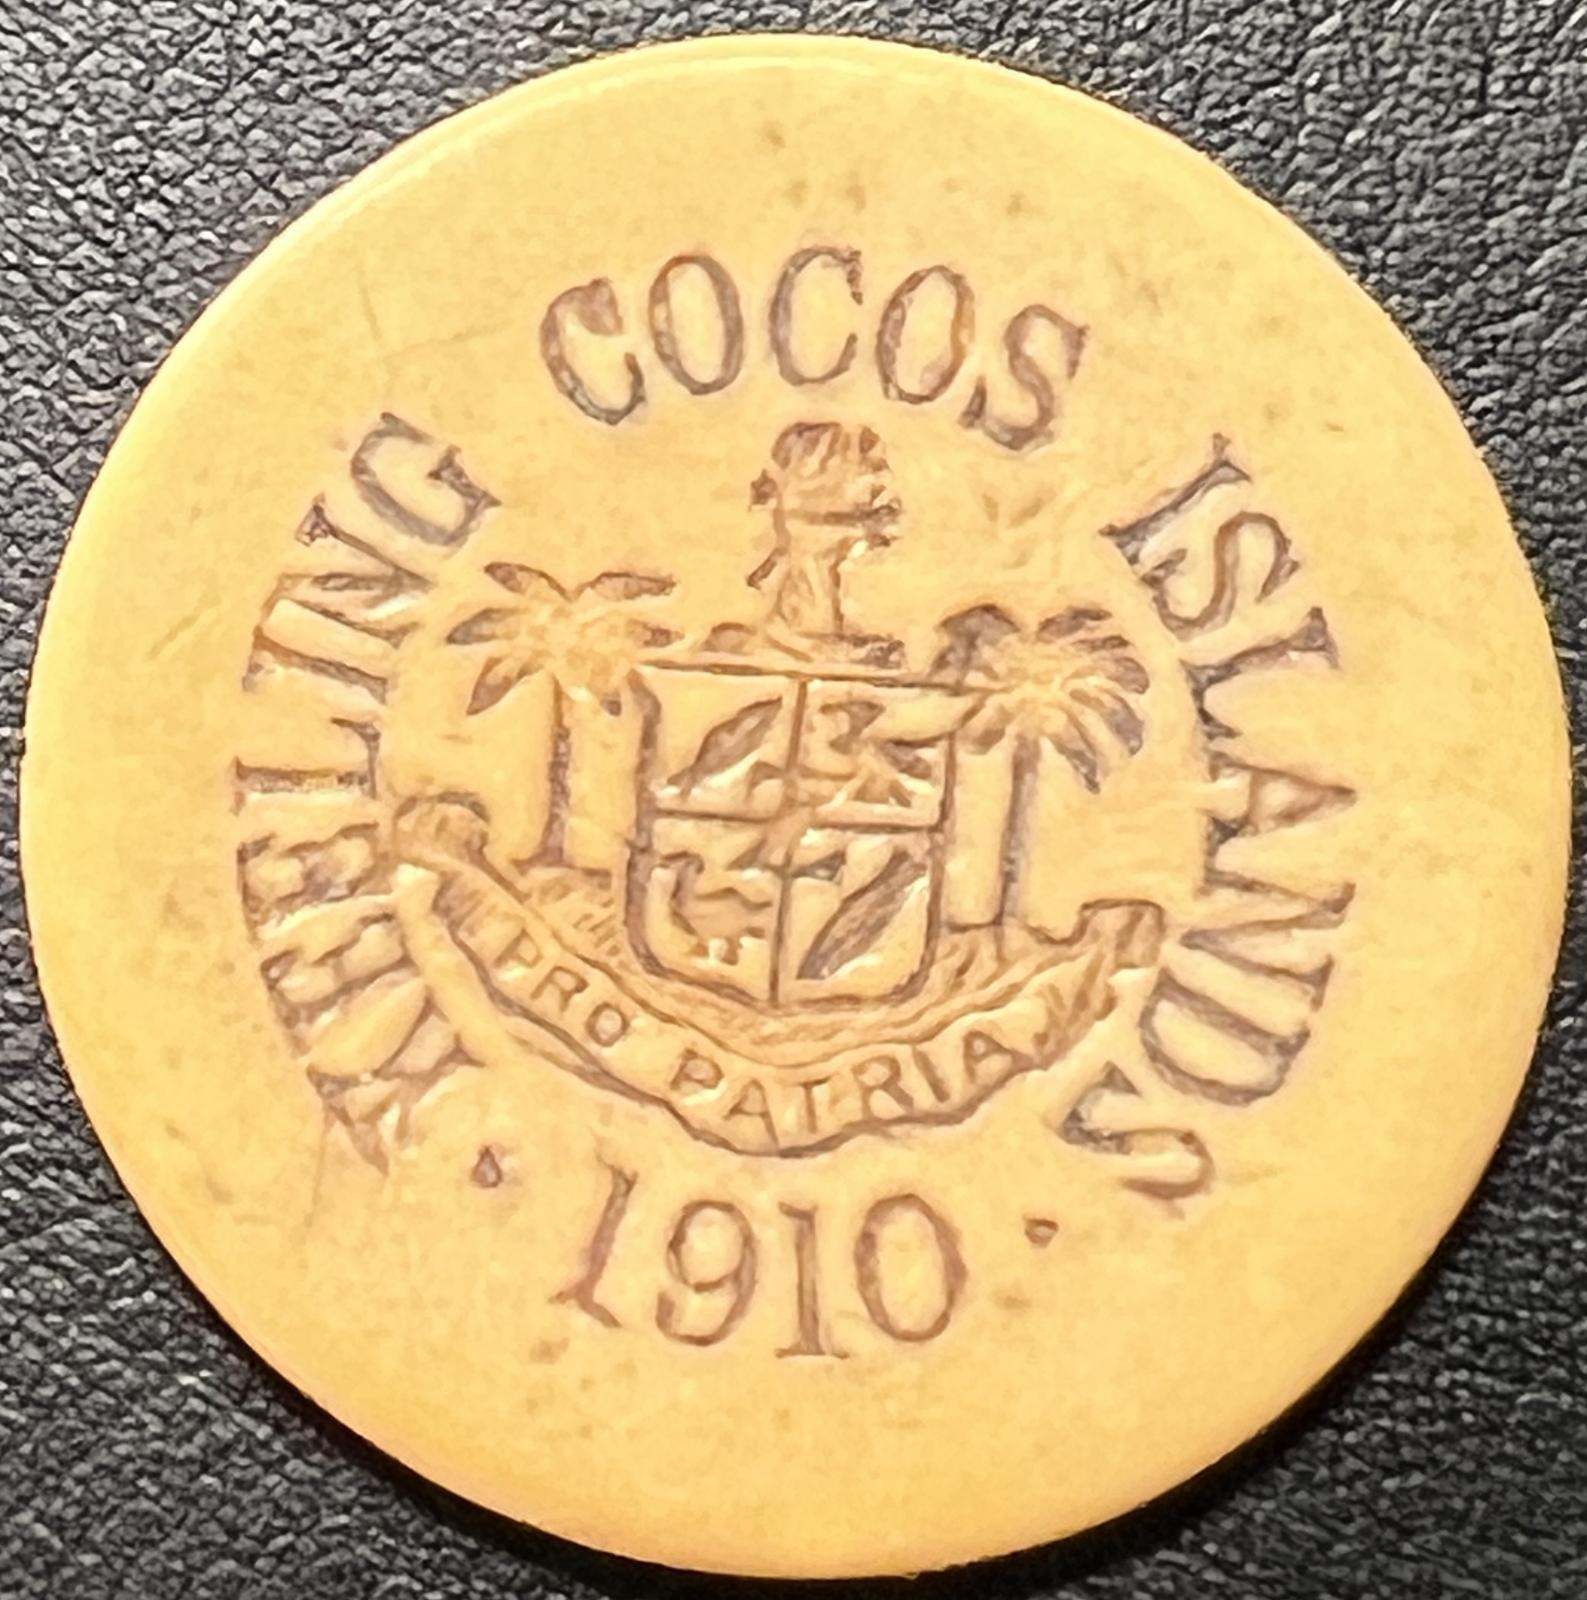 KEELING COCOS ISLANDS
PRO PATRIA
· 1910 ·